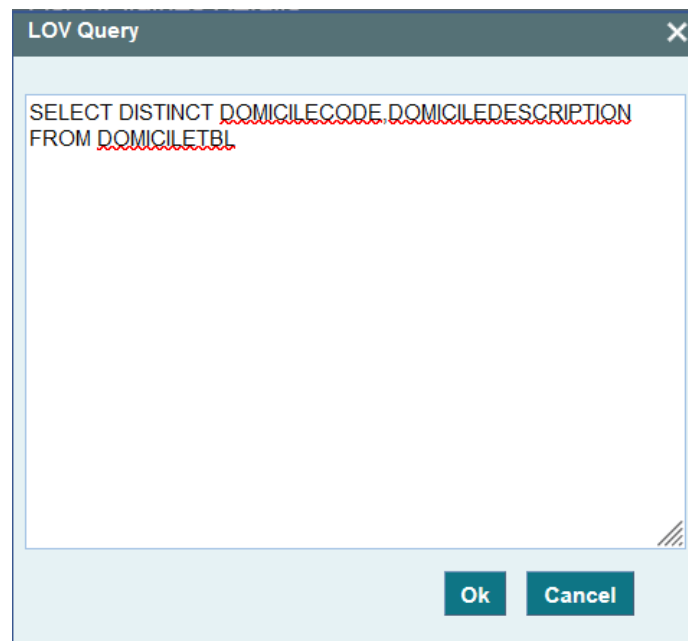 LOV Query
SELECT DISTINCT DOMICILECODE,DOMICILEDESCRIPTION
FROM DOMICILETBL
Ok
Cancel